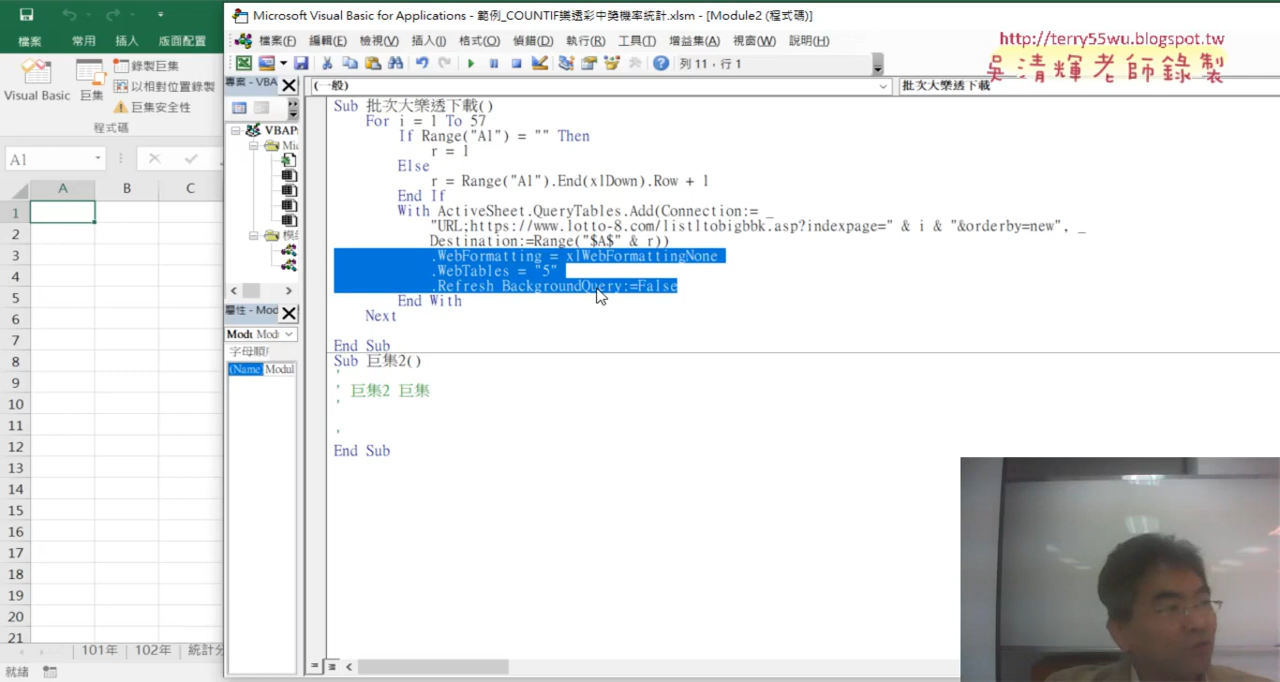 Microsoft Visual Basic for Applications - 範例_COUNTIF樂透彩中獎機率統計.xlsm - [Module2 (程式碼)]
檔案 常用 插入 版面配置
檔案(F) 編輯(E) 檢視(V) 插入(I) 格式(O) 偵錯(D) 執行(R) 工具(T) 增益集(A) 視窗(W) 說明(H)
http://terry55wu.blogspot.tw
吳清輝老師錄製
列 11，行 1
Visual Basic 巨集
錄製巨集
以相對位置錄製
巨集安全性
程式碼
專案 - VBA
(一般)
批次大樂透下載
A1
VBAP
Mic
模組
A B C
1
2
3
4
5
6
7
8
9
10
11
12
13
14
15
16
17
18
19
20
21
屬性 - Mod
Modu Mod
字母順
(Name) Modul
Sub 批次大樂透下載()
For i = 1 To 57
If Range("A1") = "" Then
r = 1
Else
r = Range("A1").End(xlDown).Row + 1
End If
With ActiveSheet.QueryTables.Add(Connection:= _
"URL;https://www.lotto-8.com/listltobigbbk.asp?indexpage=" & i & "&orderby=new", _
Destination:=Range("$A$" & r))
.WebFormatting = xlWebFormattingNone
.WebTables = "5"
.Refresh BackgroundQuery:=False
End With
Next
End Sub
Sub 巨集2()
'
' 巨集2 巨集
'
'
End Sub
101年 102年 統計分
就緒